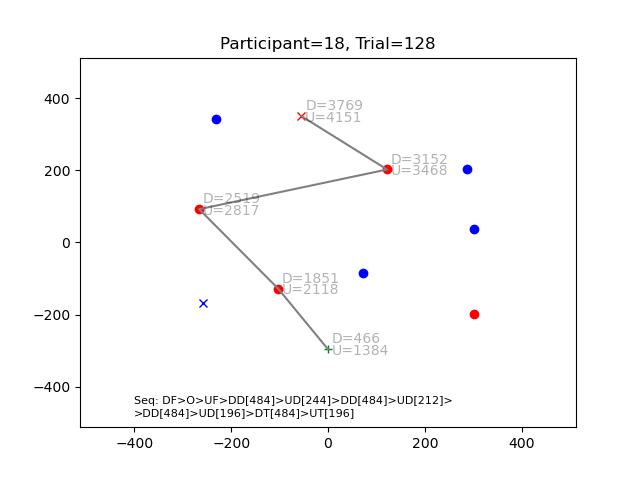 Participant=18, Trial=128
D=3769
U=4151
D=3152
U=3468
D=2519
U=2817
D=1851
U=2118
D=466
U=1384
Seq: DF>O>UF>DD[484]>UD[244]>DD[484]>UD[212]>
>DD[484]>UD[196]>DT[484]>UT[196]
400
200
0
−200
−400
−400 −200 0 200 400